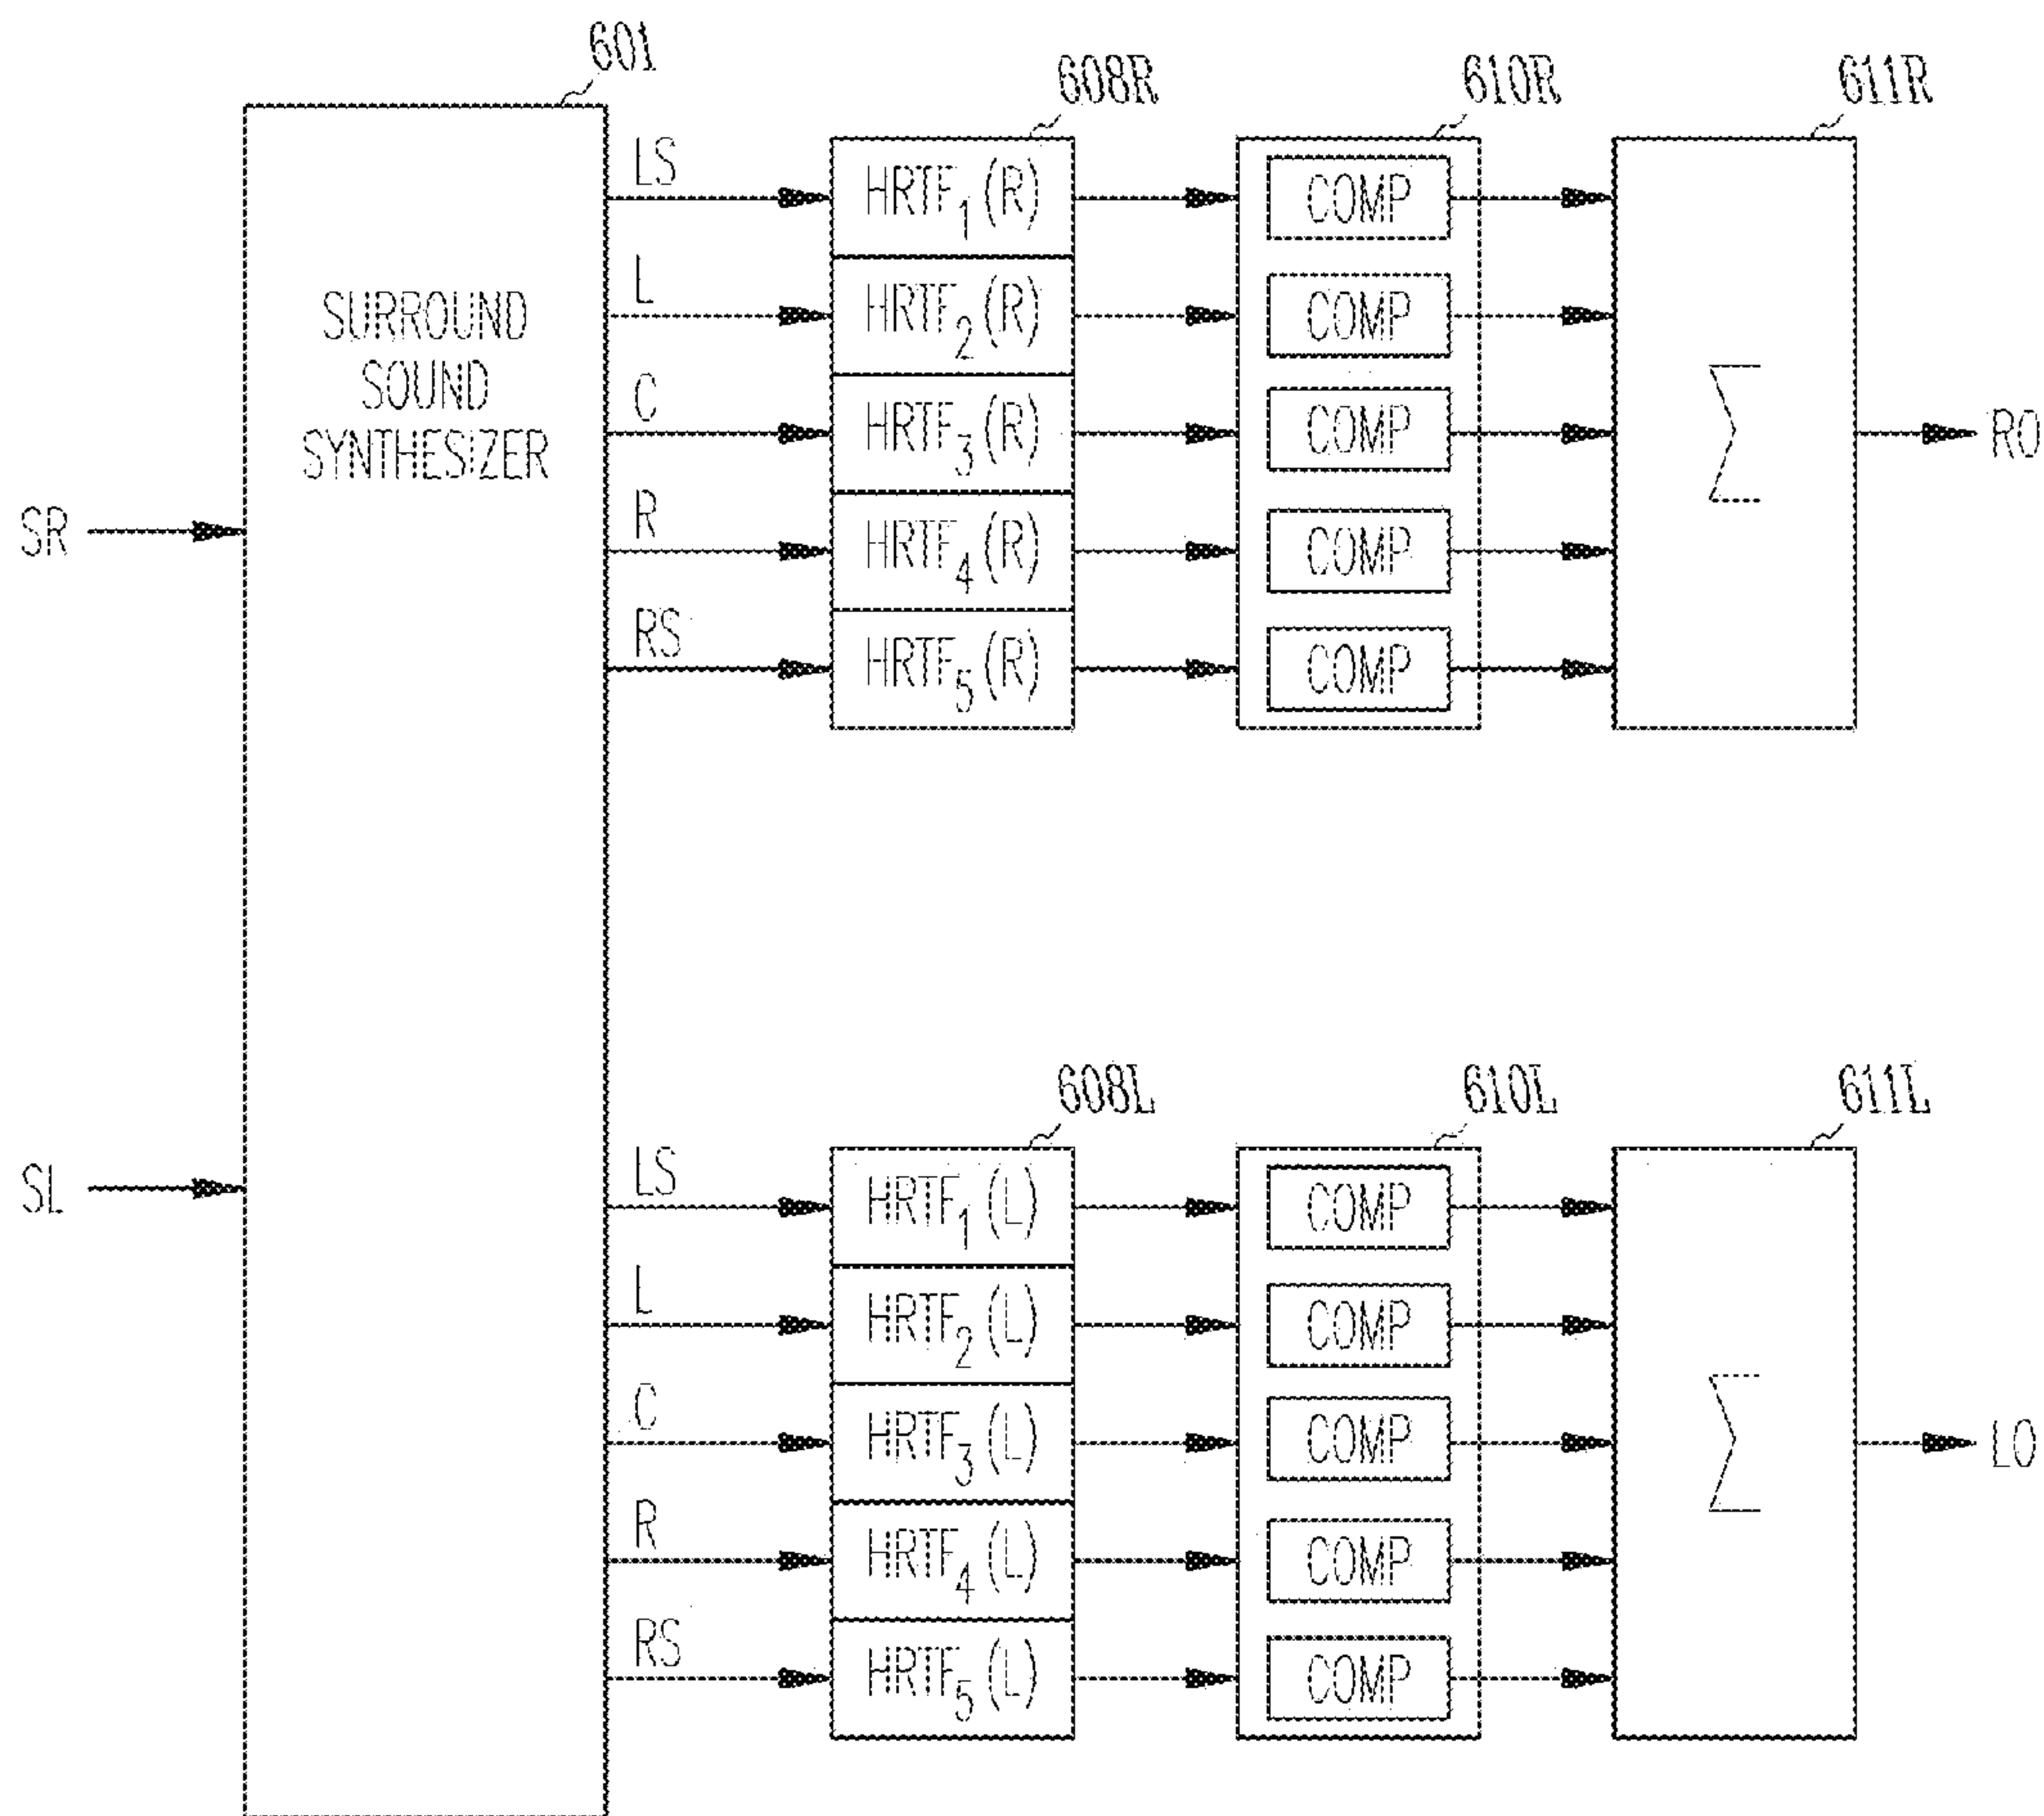 601
608R
610R
611R
SURROUND
SOUND
SYNTHESIZER
SR
SL
LS
L
C
R
RS
HRTF1(R)
HRTF2(R)
HRTF3(R)
HRTF4(R)
HRTF5(R)
COMP
COMP
COMP
COMP
COMP
Σ
RO
608L
610L
611L
LS
L
C
R
RS
HRTF1(L)
HRTF2(L)
HRTF3(L)
HRTF4(L)
HRTF5(L)
COMP
COMP
COMP
COMP
COMP
Σ
LO